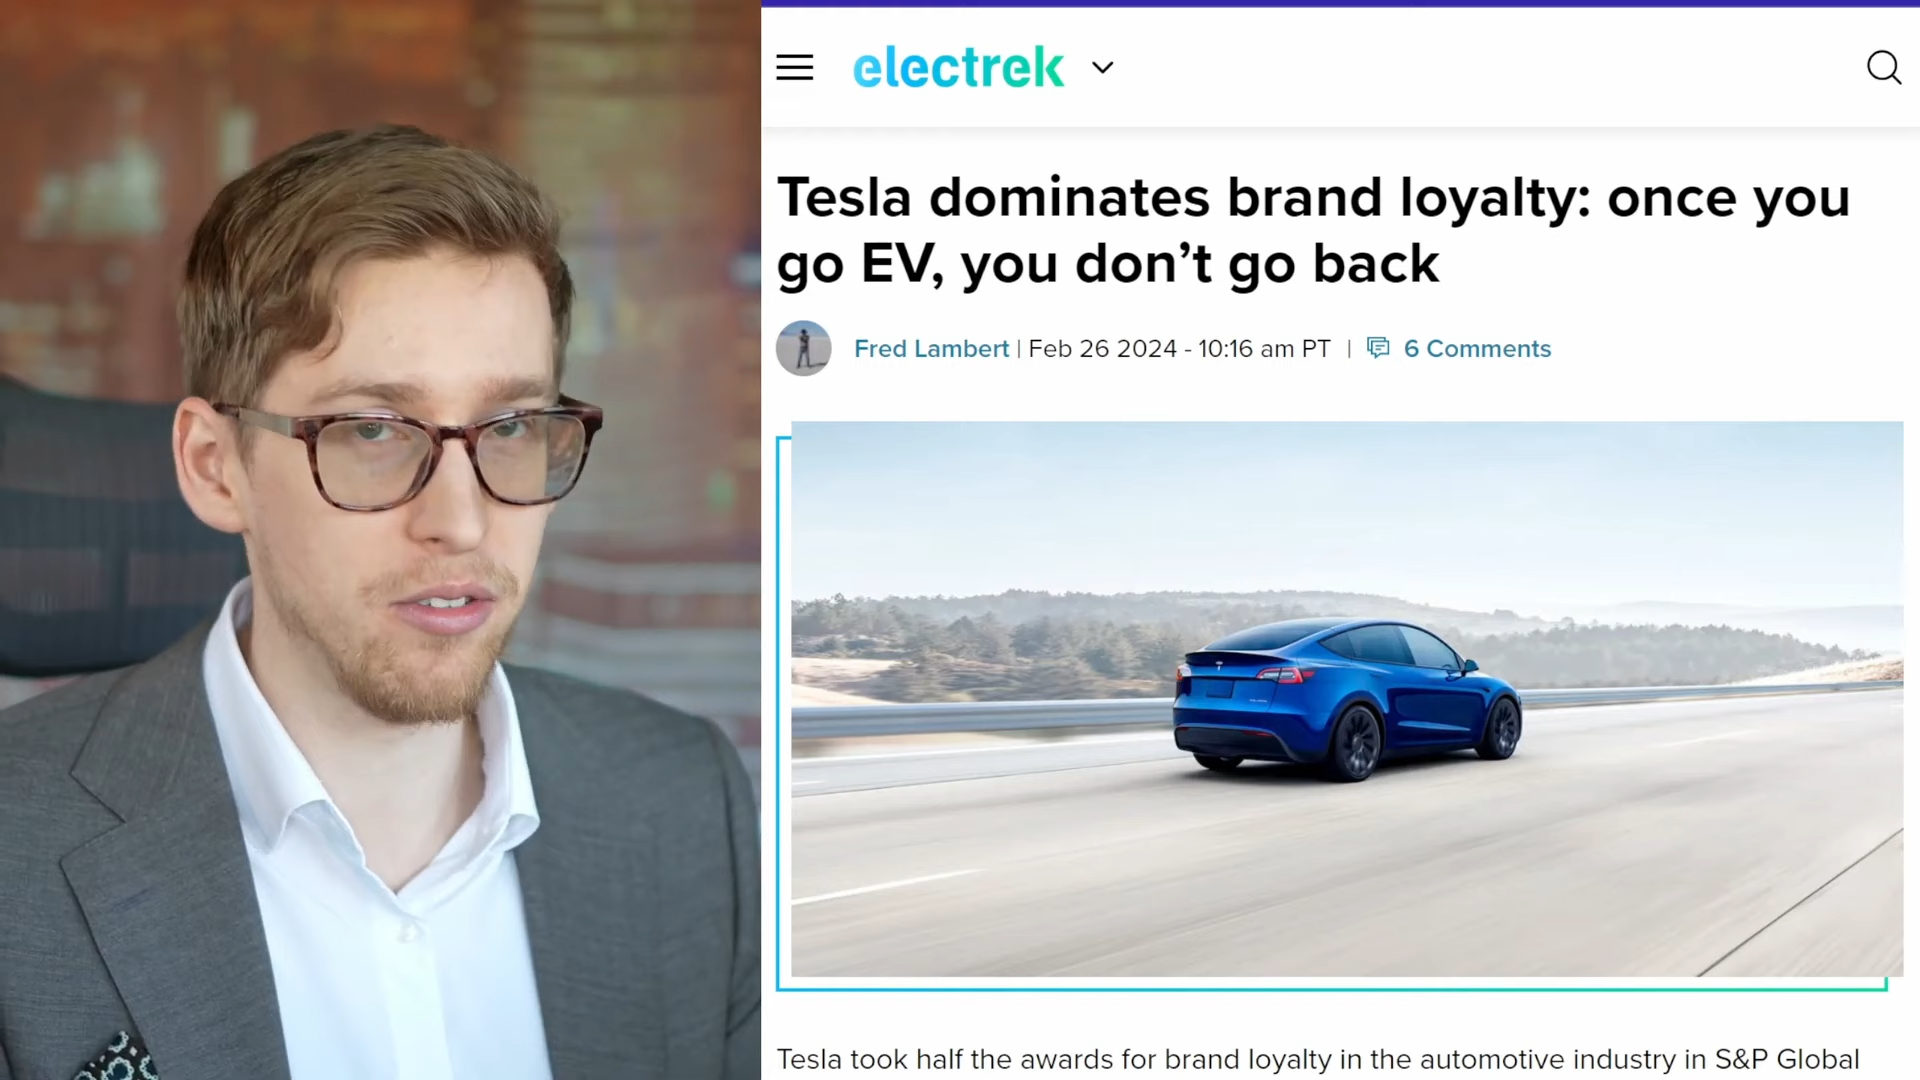 electrek
Tesla dominates brand loyalty: once you
go EV, you don’t go back
Fred Lambert | Feb 26 2024 - 10:16 am PT | 6 Comments
Tesla took half the awards for brand loyalty in the automotive industry in S&P Global